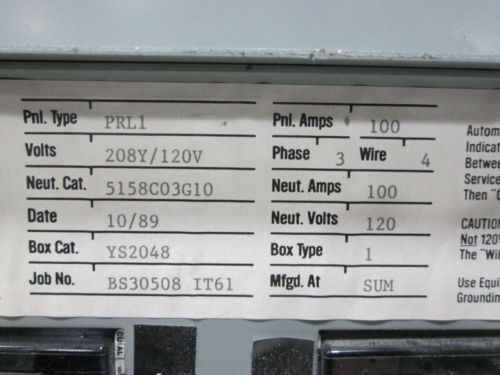 Pnl. Type PRL1 Pnl. Amps 100
Volts 208Y/120V Phase 3 Wire 4
Neut. Cat. 5158C03G10 Neut. Amps 100
Date 10/89 Neut. Volts 120
Box Cat. YS2048 Box Type 1
Job No. BS30508 IT61 Mfgd. At SUM
Autom
Indicat
Betwee
Service
Then "C
CAUTION
Not 120V
The "Wil
Use Equi
Groundin